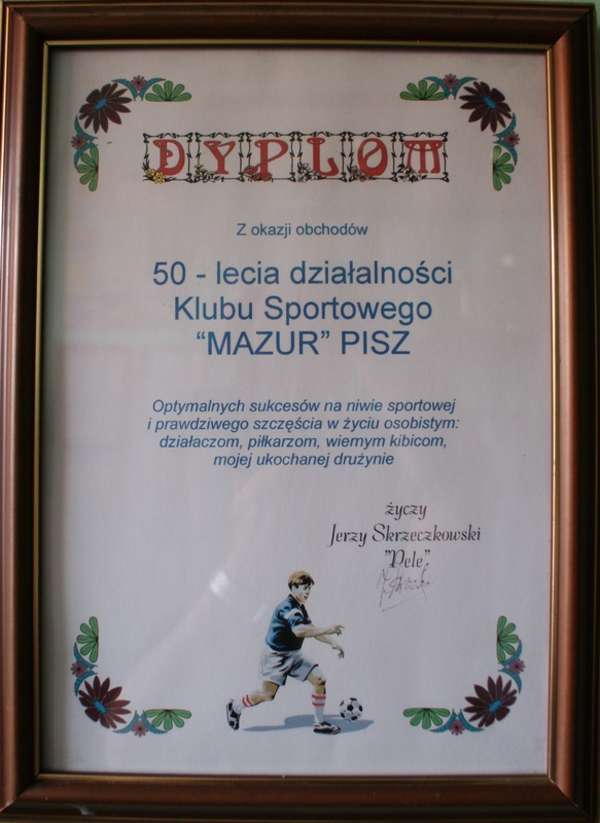 DYPLOM
Z okazji obchodów
50 - lecia działalności
Klubu Sportowego
“MAZUR” PISZ
Optymalnych sukcesów na niwie sportowej
i prawdziwego szczęścia w życiu osobistym:
działaczom, piłkarzom, wiernym kibicom,
mojej ukochanej drużynie
życzy
Jerzy Skrzeczkowski
"Pele"